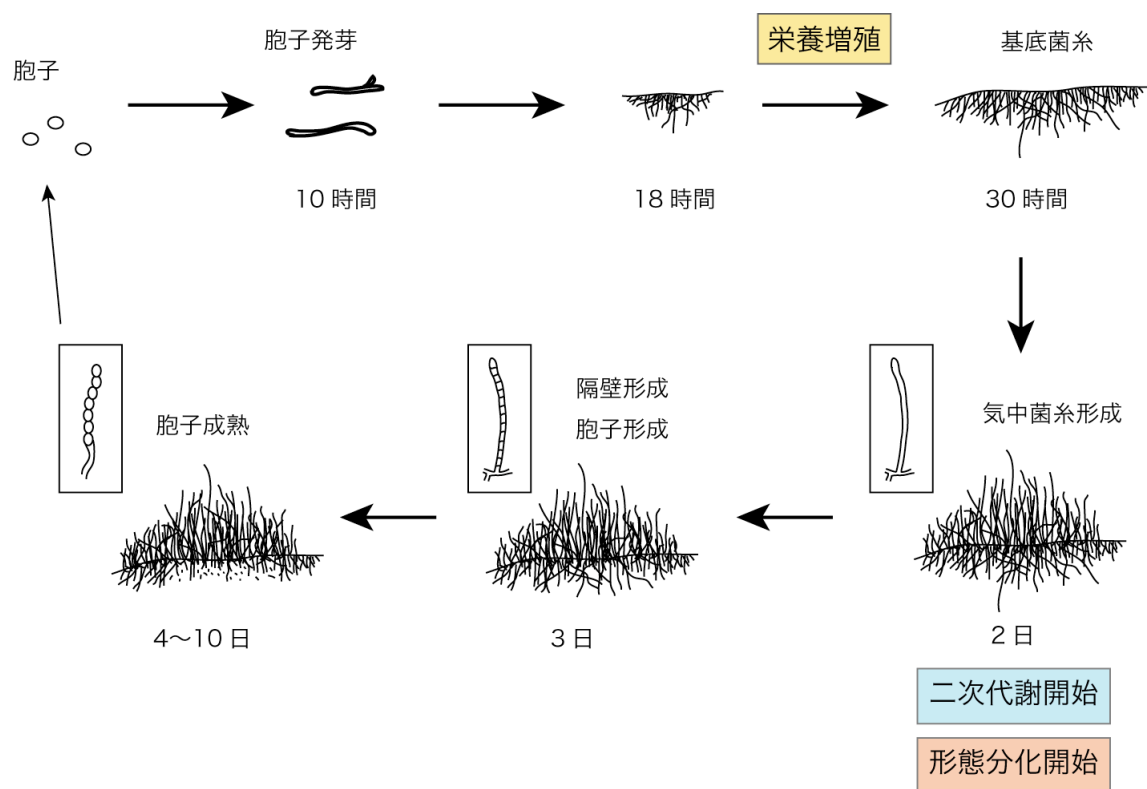 胞子
胞子発芽
栄養増殖
基底菌糸
10 時間
18 時間
30 時間
気中菌糸形成
隔壁形成
胞子形成
胞子成熟
2 日
3 日
4〜10 日
二次代謝開始
形態分化開始